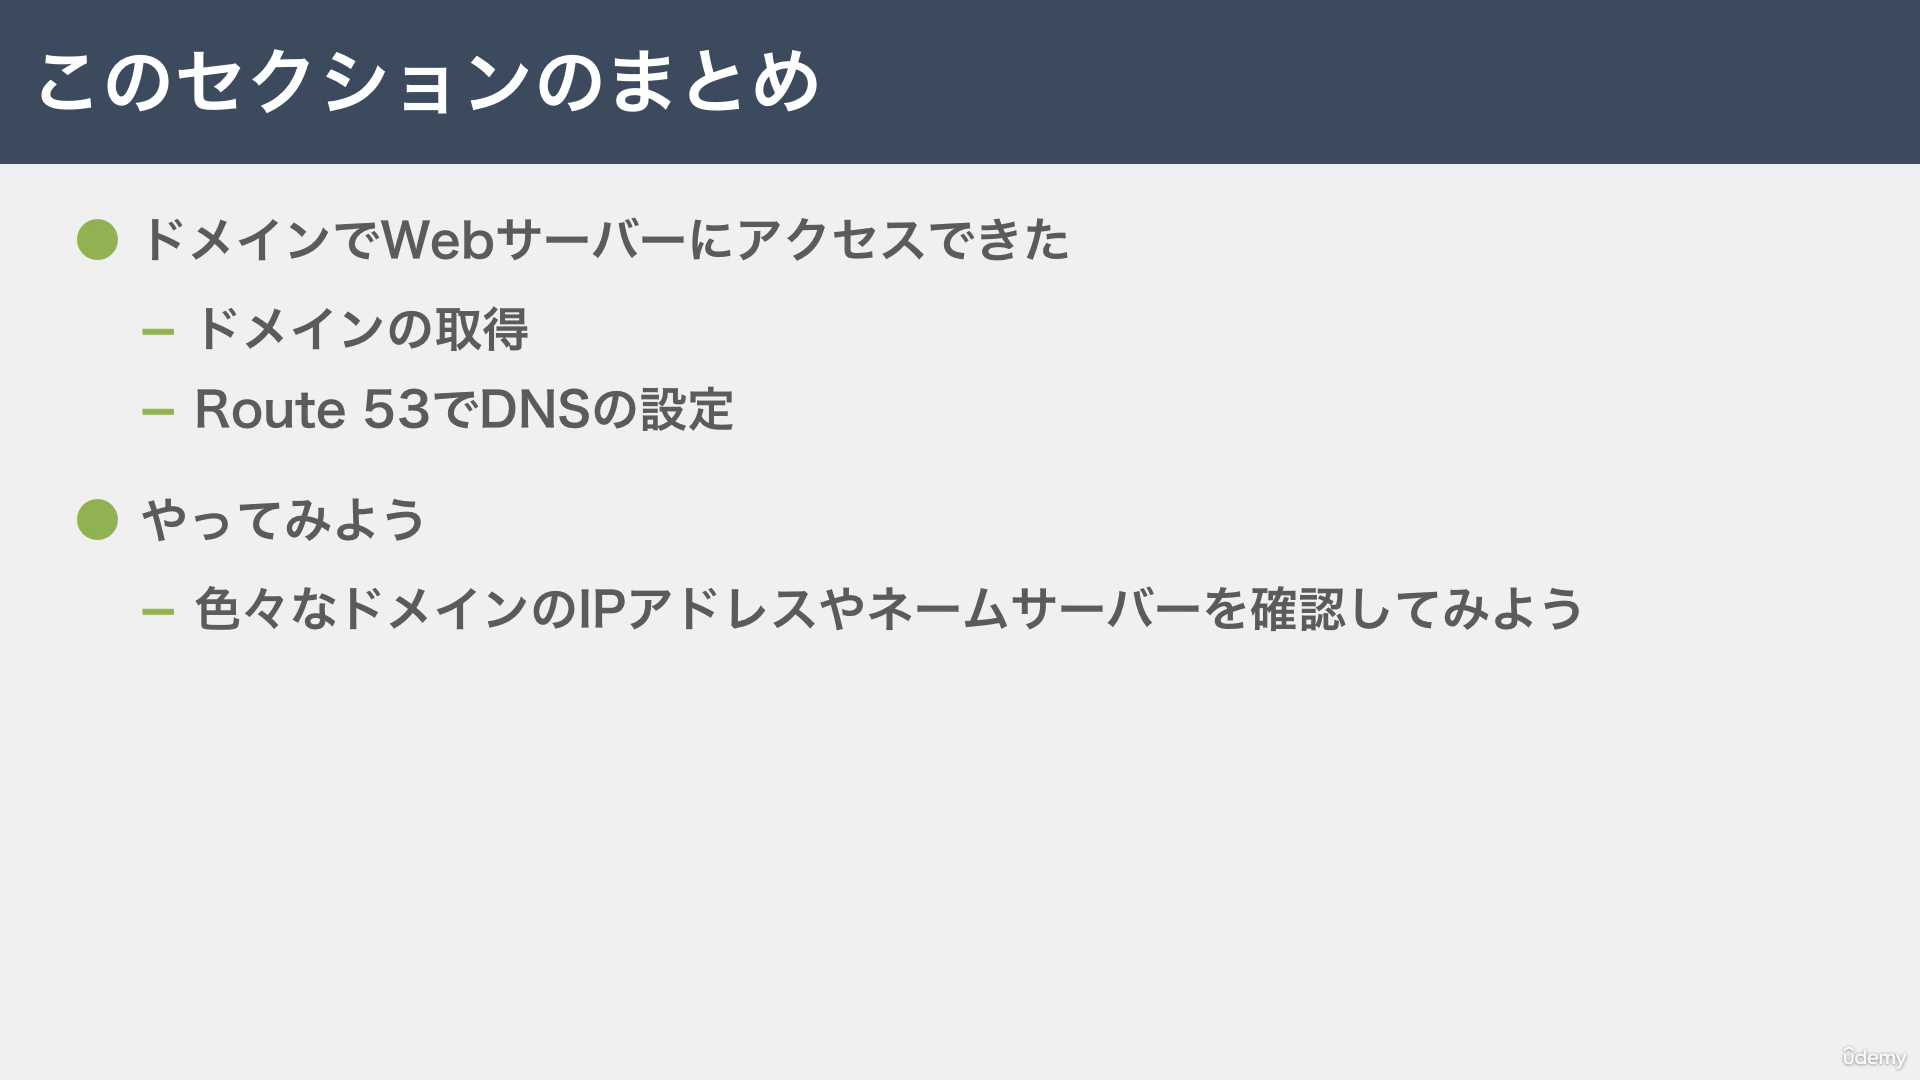 このセクションのまとめ
ドメインでWebサーバーにアクセスできた
– ドメインの取得
– Route 53でDNSの設定
やってみよう
– 色々なドメインのIPアドレスやネームサーバーを確認してみよう
ûdemy